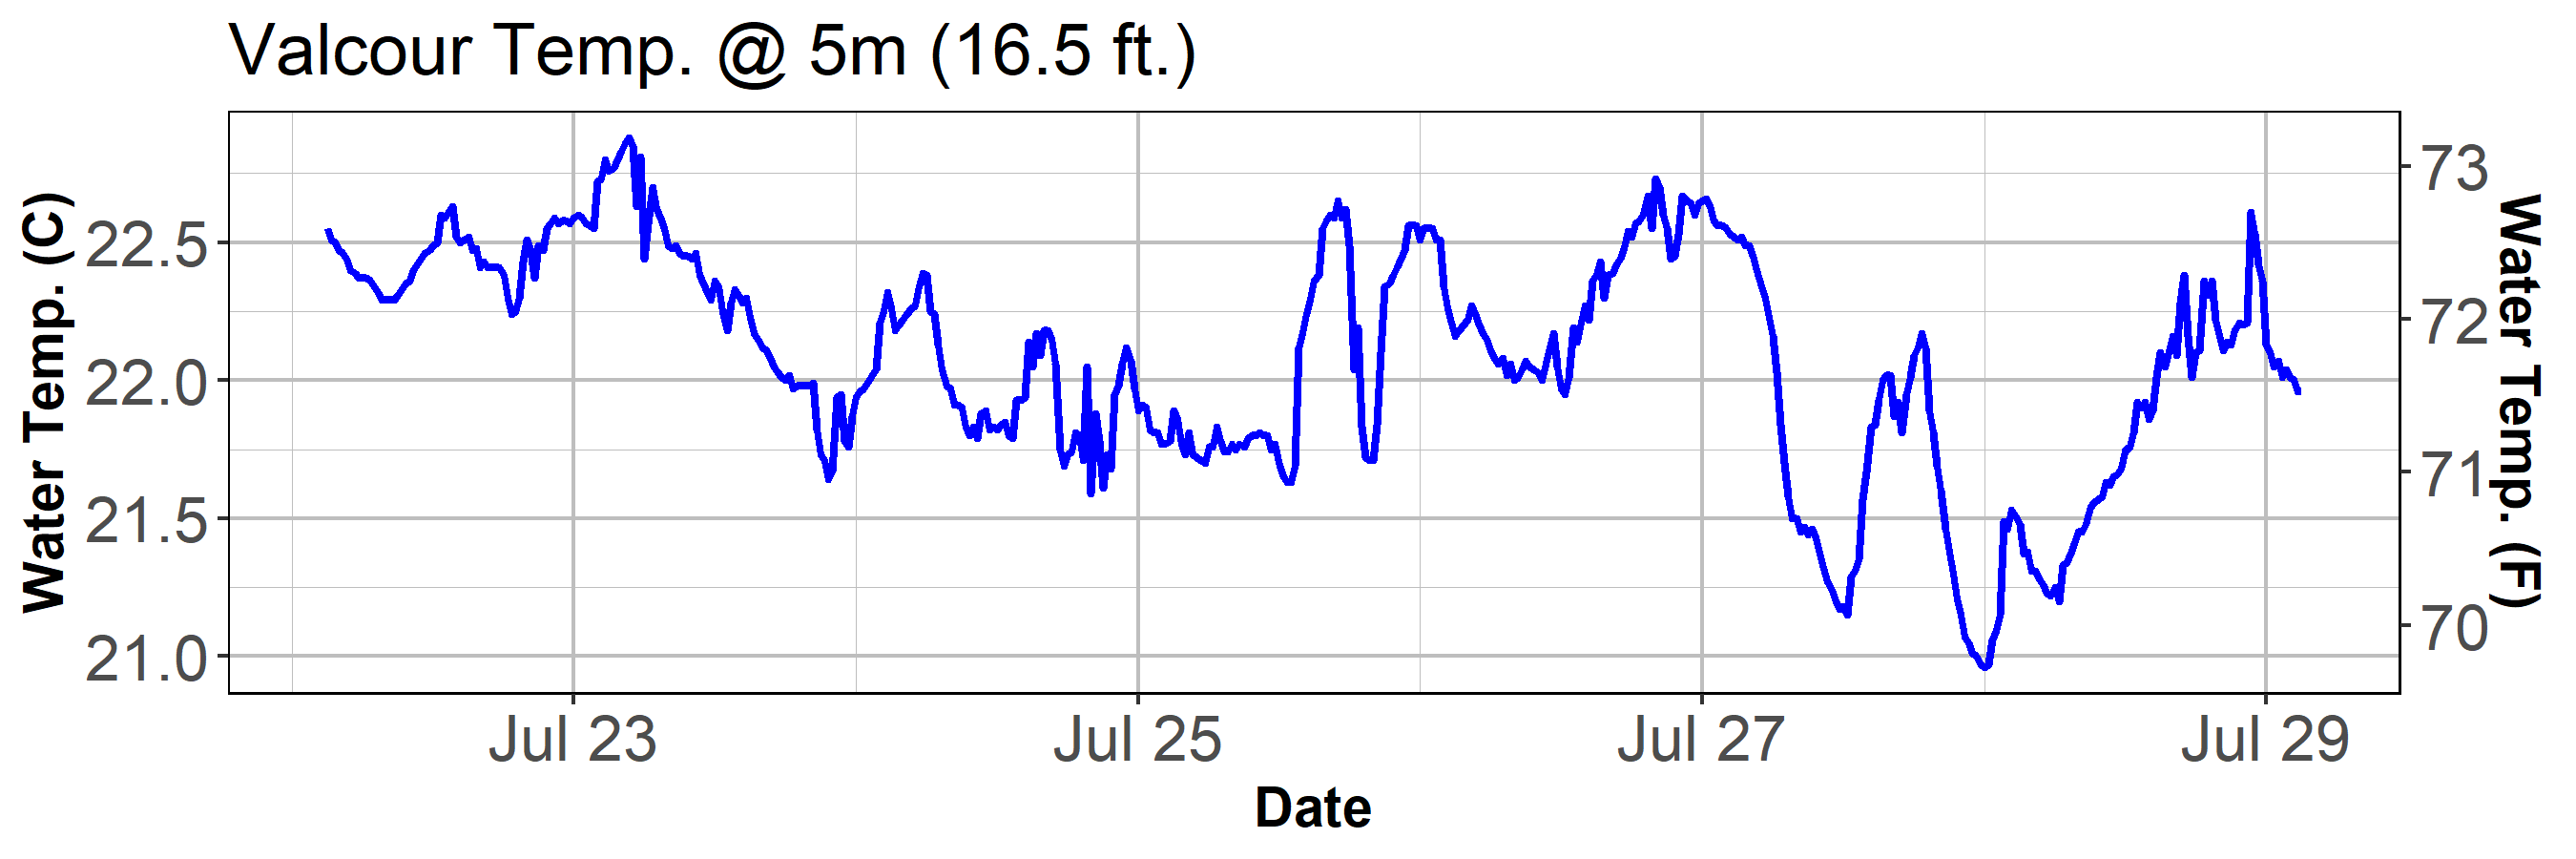 Valcour Temp. @ 5m (16.5 ft.)
Water Temp. (C)
22.5
22.0
21.5
21.0
73
72
71
70
Water Temp. (F)
Jul 23 Jul 25 Jul 27 Jul 29
Date